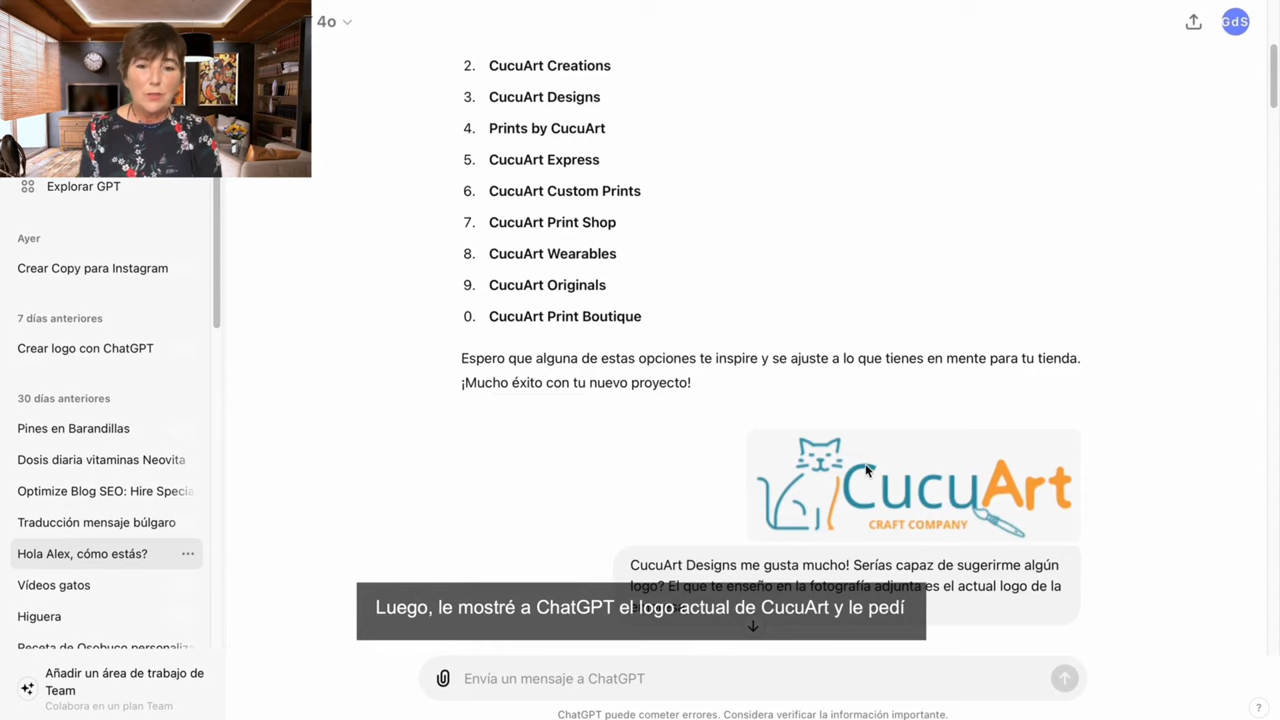 4o
GdS
2. CucuArt Creations
3. CucuArt Designs
4. Prints by CucuArt
5. CucuArt Express
6. CucuArt Custom Prints
7. CucuArt Print Shop
8. CucuArt Wearables
9. CucuArt Originals
0. CucuArt Print Boutique
Espero que alguna de estas opciones te inspire y se ajuste a lo que tienes en mente para tu tienda.
¡Mucho éxito con tu nuevo proyecto!
CucuArt
CRAFT COMPANY
CucuArt Designs me gusta mucho! Serías capaz de sugerirme algún
logo? El que te enseño en la fotografía adjunta es el actual logo de la
Luego, le mostré a ChatGPT el logo actual de CucuArt y le pedí
Explorar GPT
Ayer
Crear Copy para Instagram
7 días anteriores
Crear logo con ChatGPT
30 días anteriores
Pines en Barandillas
Dosis diaria vitaminas Neovita
Optimize Blog SEO: Hire Specia
Traducción mensaje búlgaro
Hola Alex, cómo estás? ...
Vídeos gatos
Higuera
Receta de Osobuco personaliz
Añadir un área de trabajo de
Team
Colabora en un plan Team
Envía un mensaje a ChatGPT
ChatGPT puede cometer errores. Considera verificar la información importante.
?